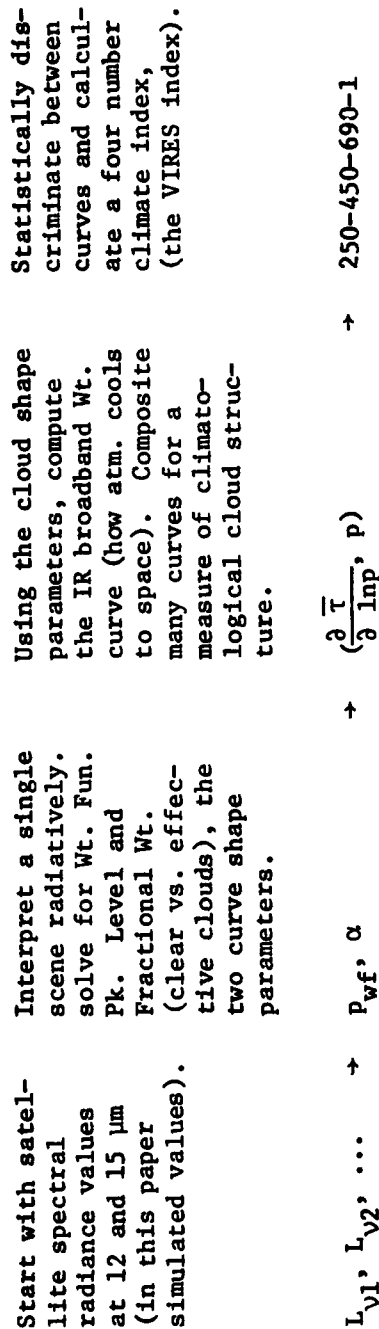 Start with satel-
lite spectral
radiance values
at 12 and 15 μm
(in this paper
simulated values).
Interpret a single
scene radiatively.
solve for Wt. Fun.
Pk. Level and
Fractional Wt.
(clear vs. effec-
tive clouds), the
two curve shape
parameters.
Using the cloud shape
parameters, compute
the IR broadband Wt.
curve (how atm. cools
to space). Composite
many curves for a
measure of climato-
logical cloud struc-
ture.
Statistically dis-
criminate between
curves and calcul-
ate a four number
climate index,
(the VIRES index).
L_ν1, L_ν2, ... → p_wf, α → (∂ τ̅ / ∂ lnp, p) → 250-450-690-1